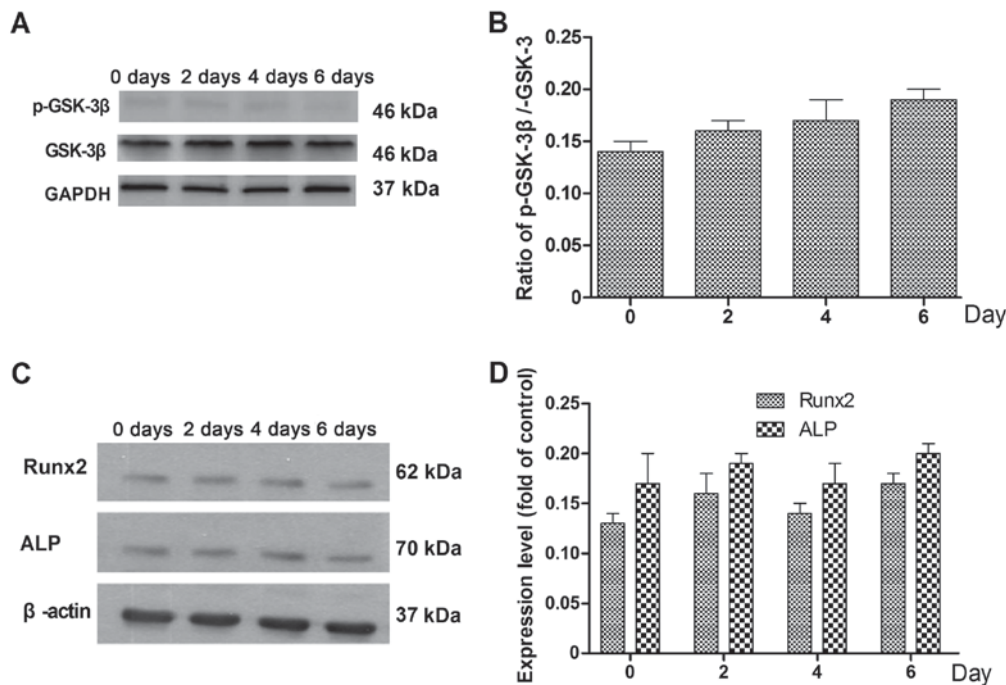 A
0 days 2 days 4 days 6 days
p-GSK-3β 46 kDa
GSK-3β 46 kDa
GAPDH 37 kDa
B
Ratio of p-GSK-3β /-GSK-3
0.25
0.20
0.15
0.10
0.05
0
0 2 4 6 Day
C
0 days 2 days 4 days 6 days
Runx2 62 kDa
ALP 70 kDa
β -actin 37 kDa
D
Expression level (fold of control)
Runx2
ALP
0.25
0.20
0.15
0.10
0.05
0.00
0 2 4 6 Day